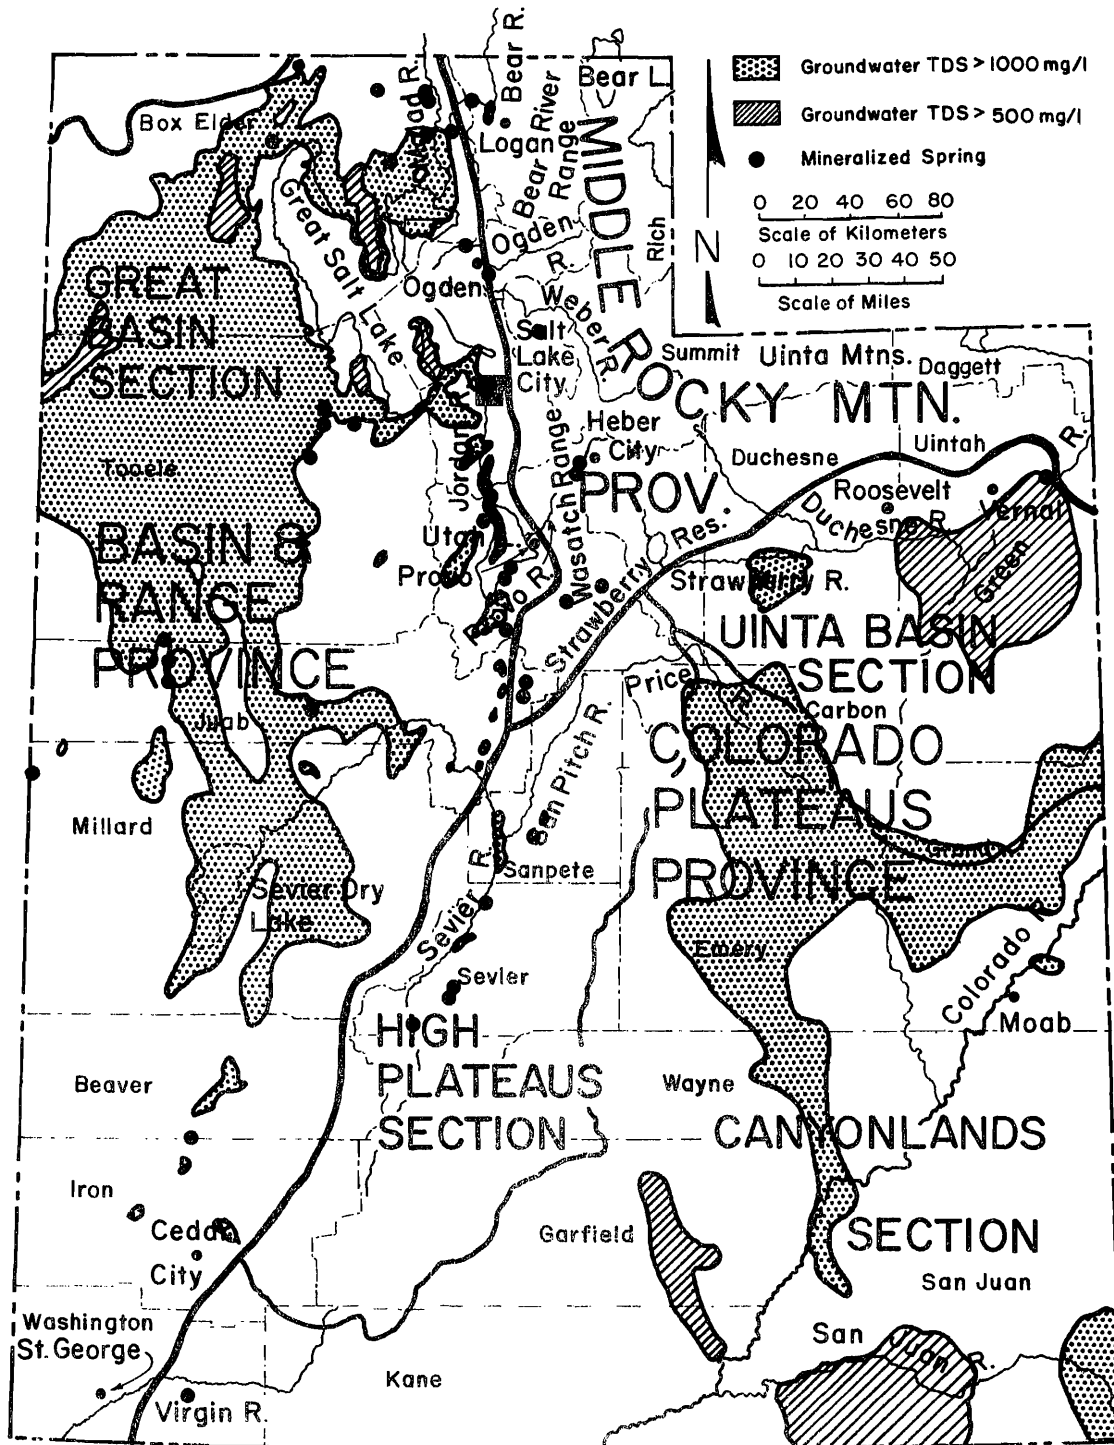 Groundwater TDS > 1000 mg/l
Groundwater TDS > 500 mg/l
Mineralized Spring
0 20 40 60 80
Scale of Kilometers
0 10 20 30 40 50
Scale of Miles
N
Bear R.
Malad R.
Bear L.
Box Elder
Logan
Bear River
Range
Bear
MIDDLE ROCKY MTN.
PROV.
Rich
Ogden
R.
Ogden
Great Salt Lake
Weber R.
Salt
Lake
City
Summit
Uinta Mtns.
Daggett
GREAT
BASIN
SECTION
Jordan R.
Heber
City
Wasatch Range
Duchesne
Uintah
R.
Tooele
Roosevelt
Vernal
Duchesne R.
Green
Utah L.
Provo
Provo R.
Strawberry Res.
Strawberry R.
BASIN &
RANGE
PROVINCE
UINTA BASIN
SECTION
Price
R.
Carbon
Juab
San Pitch R.
COLORADO
PLATEAUS
PROVINCE
Grand
Millard
Sanpete
Sevier Dry
Lake
Sevier
R.
Emery
Colorado
Sevier
Moab
HIGH
PLATEAUS
SECTION
Beaver
Wayne
CANYONLANDS
SECTION
Iron
Cedar
City
Garfield
San Juan
Washington
St. George
San Juan R.
Kane
Virgin R.